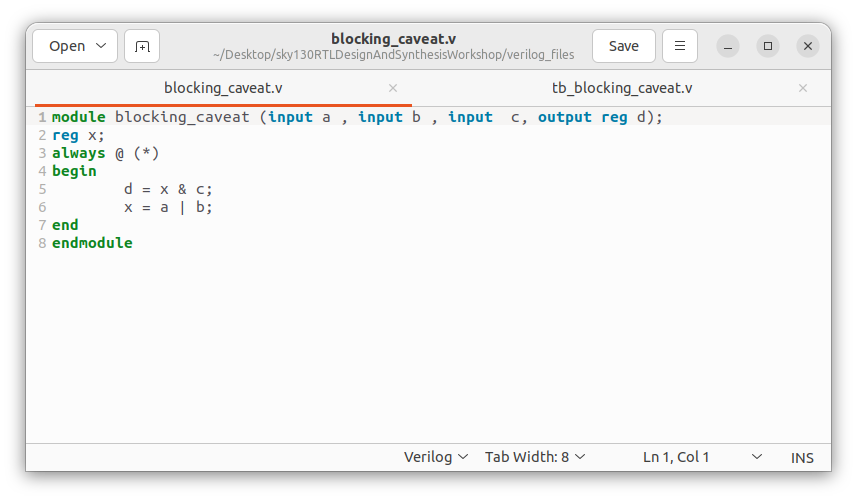 Open
blocking_caveat.v
~/Desktop/sky130RTLDesignAndSynthesisWorkshop/verilog_files
Save
blocking_caveat.v
tb_blocking_caveat.v
1 module blocking_caveat (input a , input b , input  c, output reg d);
2 reg x;
3 always @ (*)
4 begin
5         d = x & c;
6         x = a | b;
7 end
8 endmodule
Verilog Tab Width: 8 Ln 1, Col 1 INS